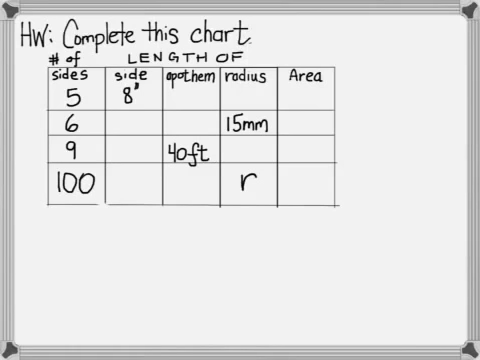 HW: Complete this chart.
# of LENGTH OF
sides side apothem radius Area
5 8"
6 15mm
9 40ft
100 r